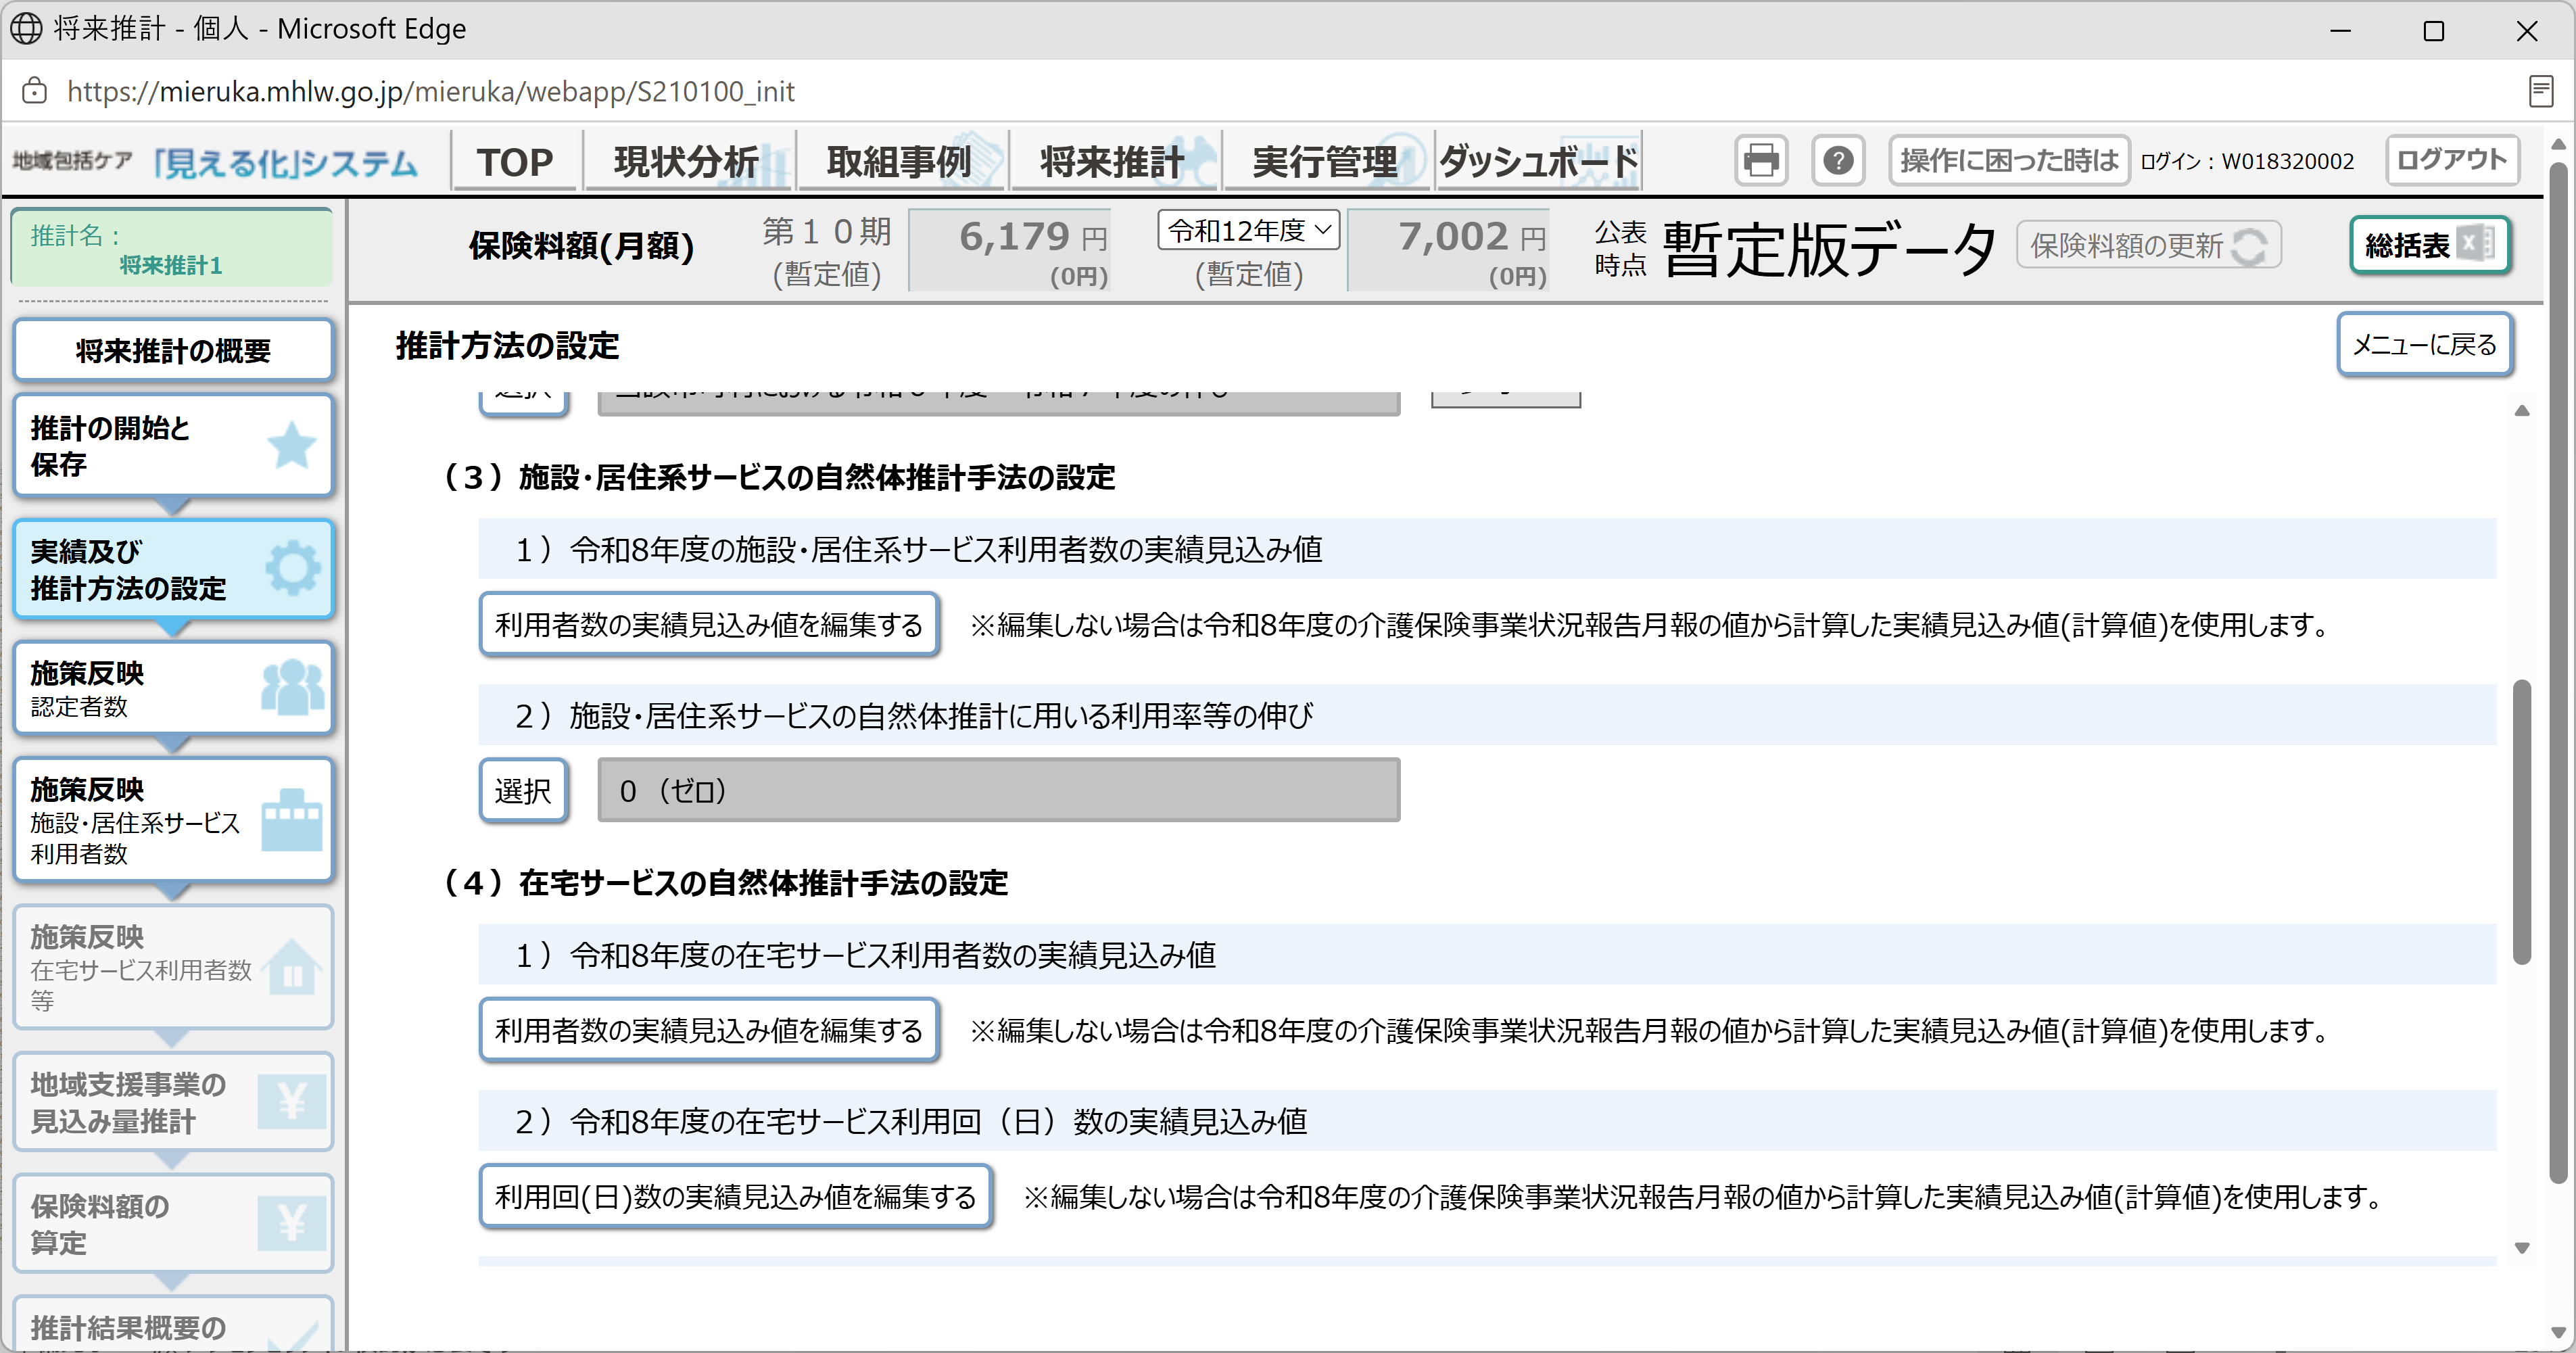 将来推計 - 個人 - Microsoft Edge
https://mieruka.mhlw.go.jp/mieruka/webapp/S210100_init
地域包括ケア 「見える化」システム TOP 現状分析 取組事例 将来推計 実行管理 ダッシュボード ? 操作に困った時は ログイン：W018320002 ログアウト
推計名：
将来推計1
保険料額(月額) 第１０期 (暫定値) 6,179 円 (0円) 令和12年度 (暫定値) 7,002 円 (0円) 公表時点 暫定版データ 保険料額の更新 総括表
将来推計の概要
推計の開始と
保存
実績及び
推計方法の設定
施策反映
認定者数
施策反映
施設・居住系サービス
利用者数
施策反映
在宅サービス利用者数
等
地域支援事業の
見込み量推計
保険料額の
算定
推計結果概要の
推計方法の設定 メニューに戻る
選択
（３）施設・居住系サービスの自然体推計手法の設定
１）令和8年度の施設・居住系サービス利用者数の実績見込み値
利用者数の実績見込み値を編集する ※編集しない場合は令和8年度の介護保険事業状況報告月報の値から計算した実績見込み値(計算値)を使用します。
２）施設・居住系サービスの自然体推計に用いる利用率等の伸び
選択 0 （ゼロ）
（４）在宅サービスの自然体推計手法の設定
１）令和8年度の在宅サービス利用者数の実績見込み値
利用者数の実績見込み値を編集する ※編集しない場合は令和8年度の介護保険事業状況報告月報の値から計算した実績見込み値(計算値)を使用します。
２）令和8年度の在宅サービス利用回（日）数の実績見込み値
利用回(日)数の実績見込み値を編集する ※編集しない場合は令和8年度の介護保険事業状況報告月報の値から計算した実績見込み値(計算値)を使用します。